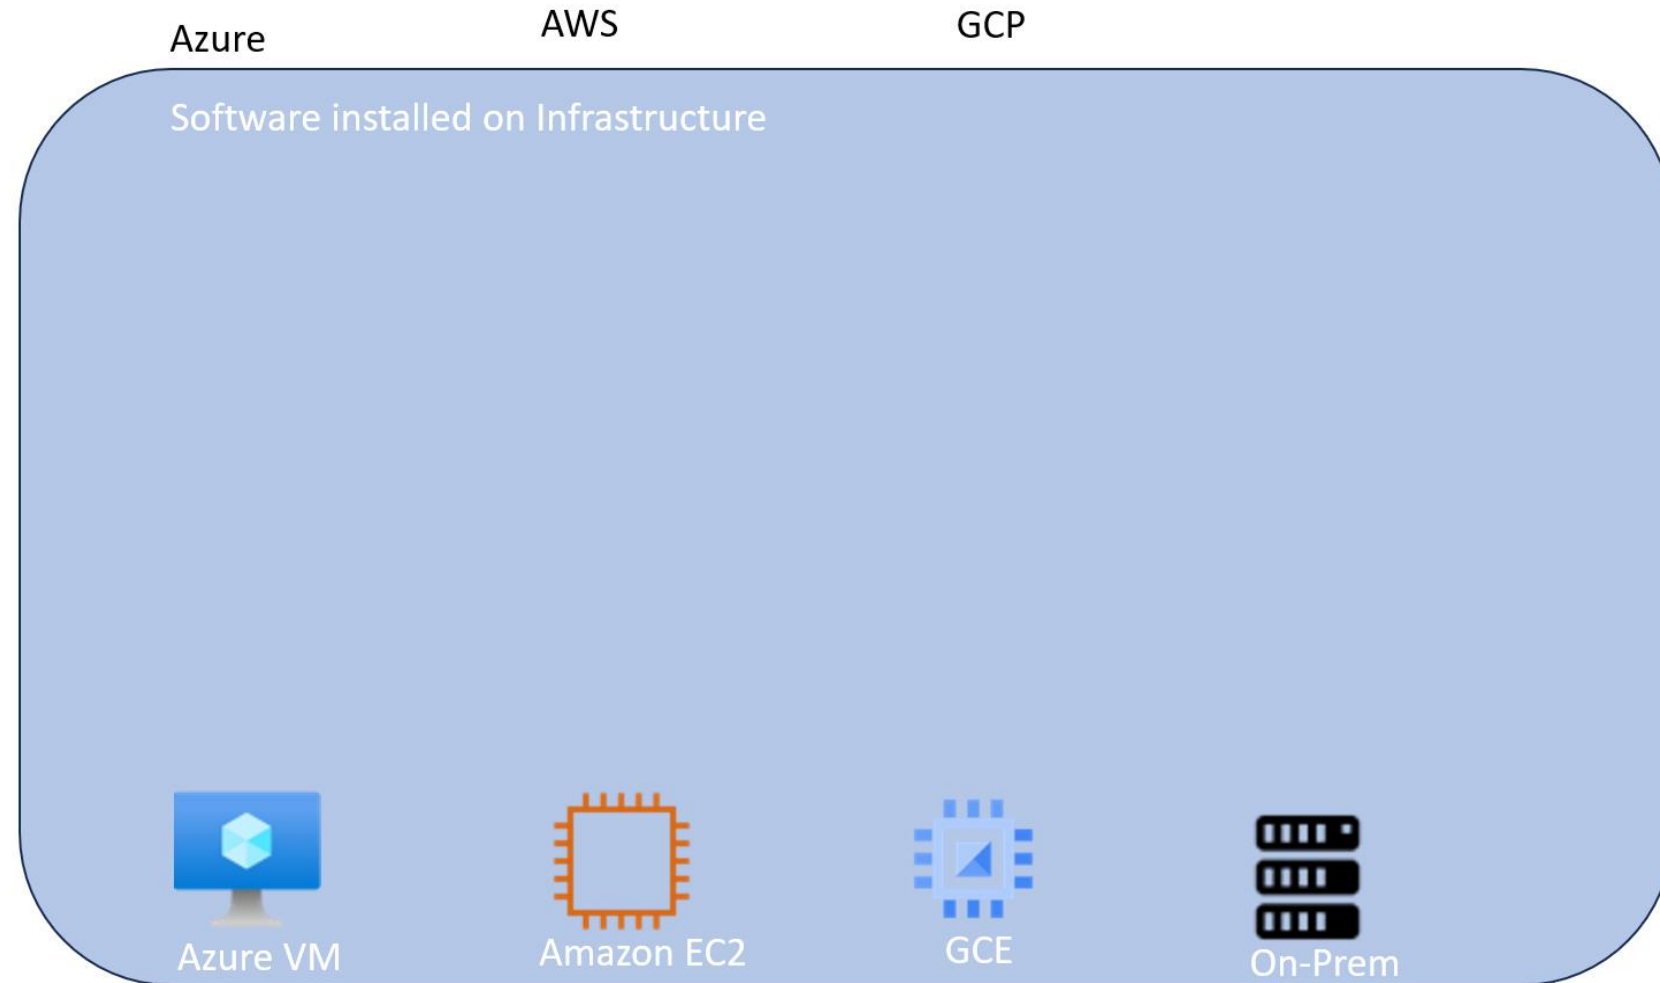 Azure
AWS
GCP
Software installed on Infrastructure
Azure VM
Amazon EC2
GCE
On-Prem